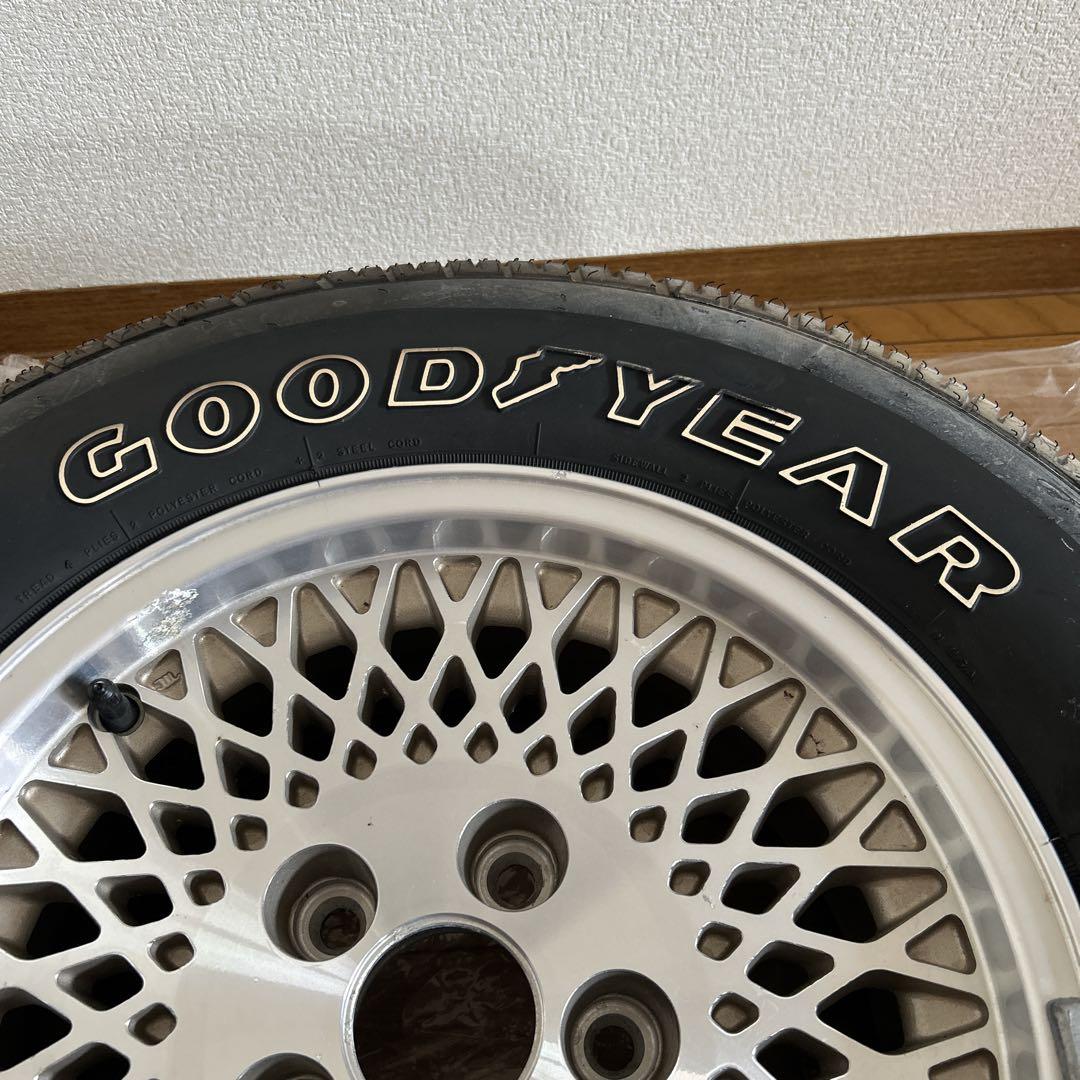 GOODYEAR
TREAD 4 PLIES 2 POLYESTER CORD + 2 STEEL CORD
SIDEWALL 2 PLIES POLYESTER CORD